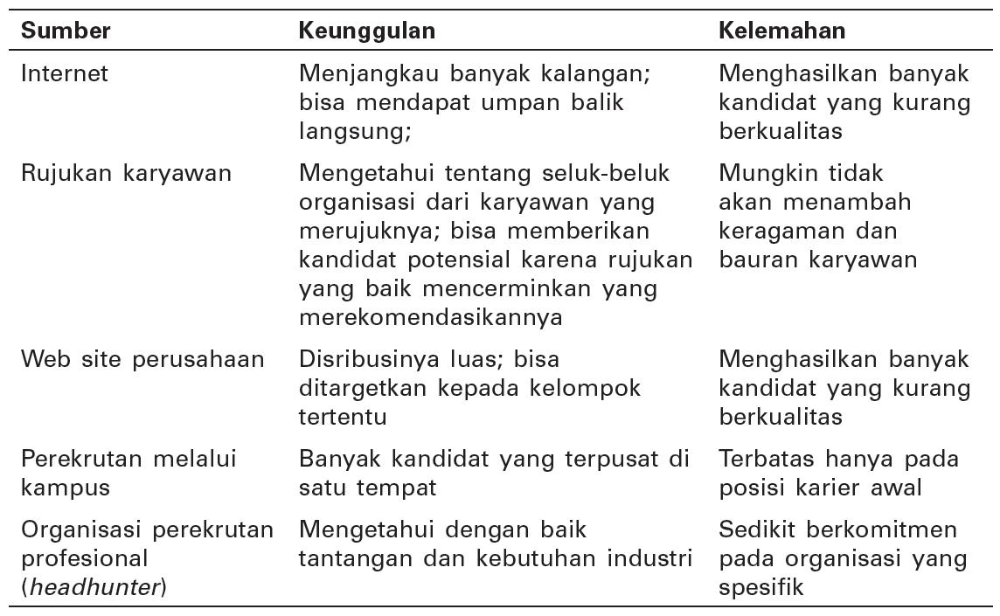 Sumber Keunggulan Kelemahan
Internet Menjangkau banyak kalangan; Menghasilkan banyak
bisa mendapat umpan balik kandidat yang kurang
langsung; berkualitas
Rujukan karyawan Mengetahui tentang seluk-beluk Mungkin tidak
organisasi dari karyawan yang akan menambah
merujuknya; bisa memberikan keragaman dan
kandidat potensial karena rujukan bauran karyawan
yang baik mencerminkan yang
merekomendasikannya
Web site perusahaan Disribusinya luas; bisa Menghasilkan banyak
ditargetkan kepada kelompok kandidat yang kurang
tertentu berkualitas
Perekrutan melalui Banyak kandidat yang terpusat di Terbatas hanya pada
kampus satu tempat posisi karier awal
Organisasi perekrutan Mengetahui dengan baik Sedikit berkomitmen
profesional tantangan dan kebutuhan industri pada organisasi yang
(headhunter) spesifik